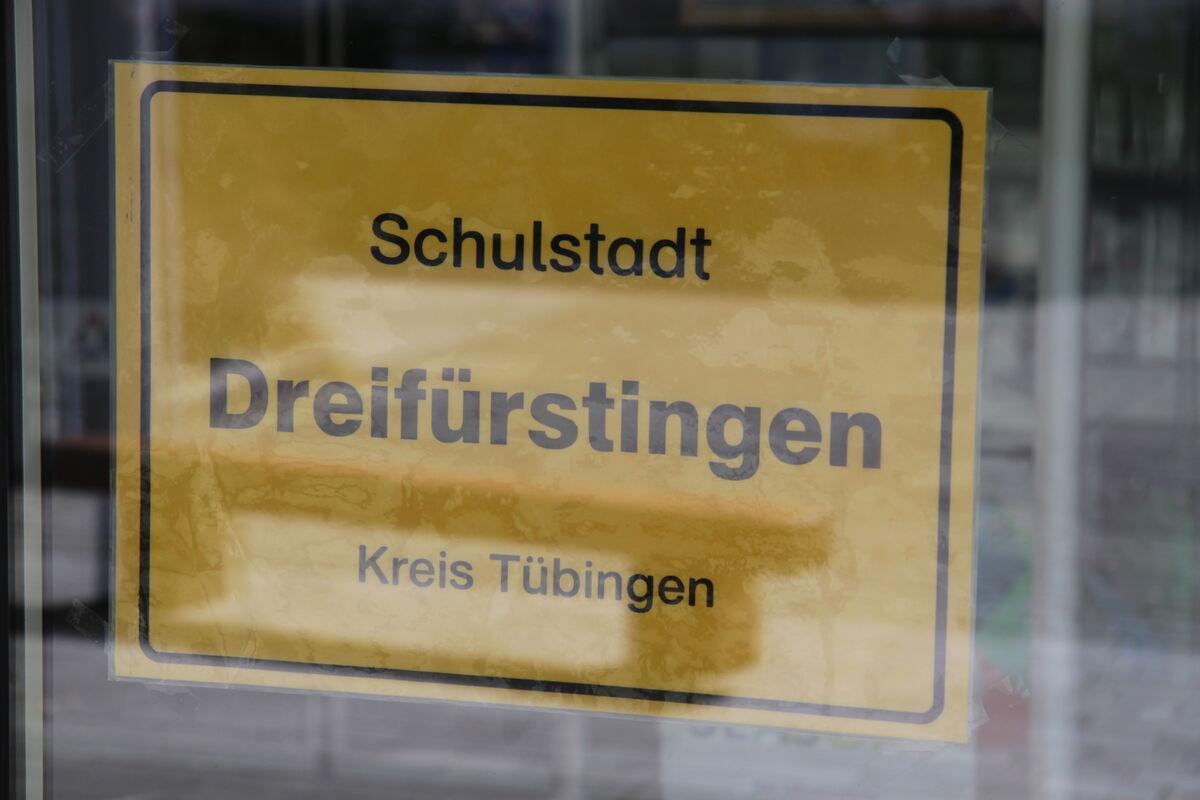 Schulstadt
Dreifürstingen
Kreis Tübingen